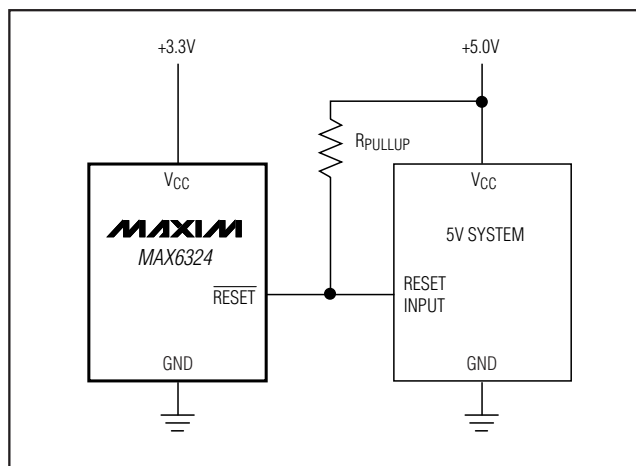 +3.3V
+5.0V
RPULLUP
VCC
VCC
MAXIM
MAX6324
5V SYSTEM
RESET
RESET
INPUT
GND
GND